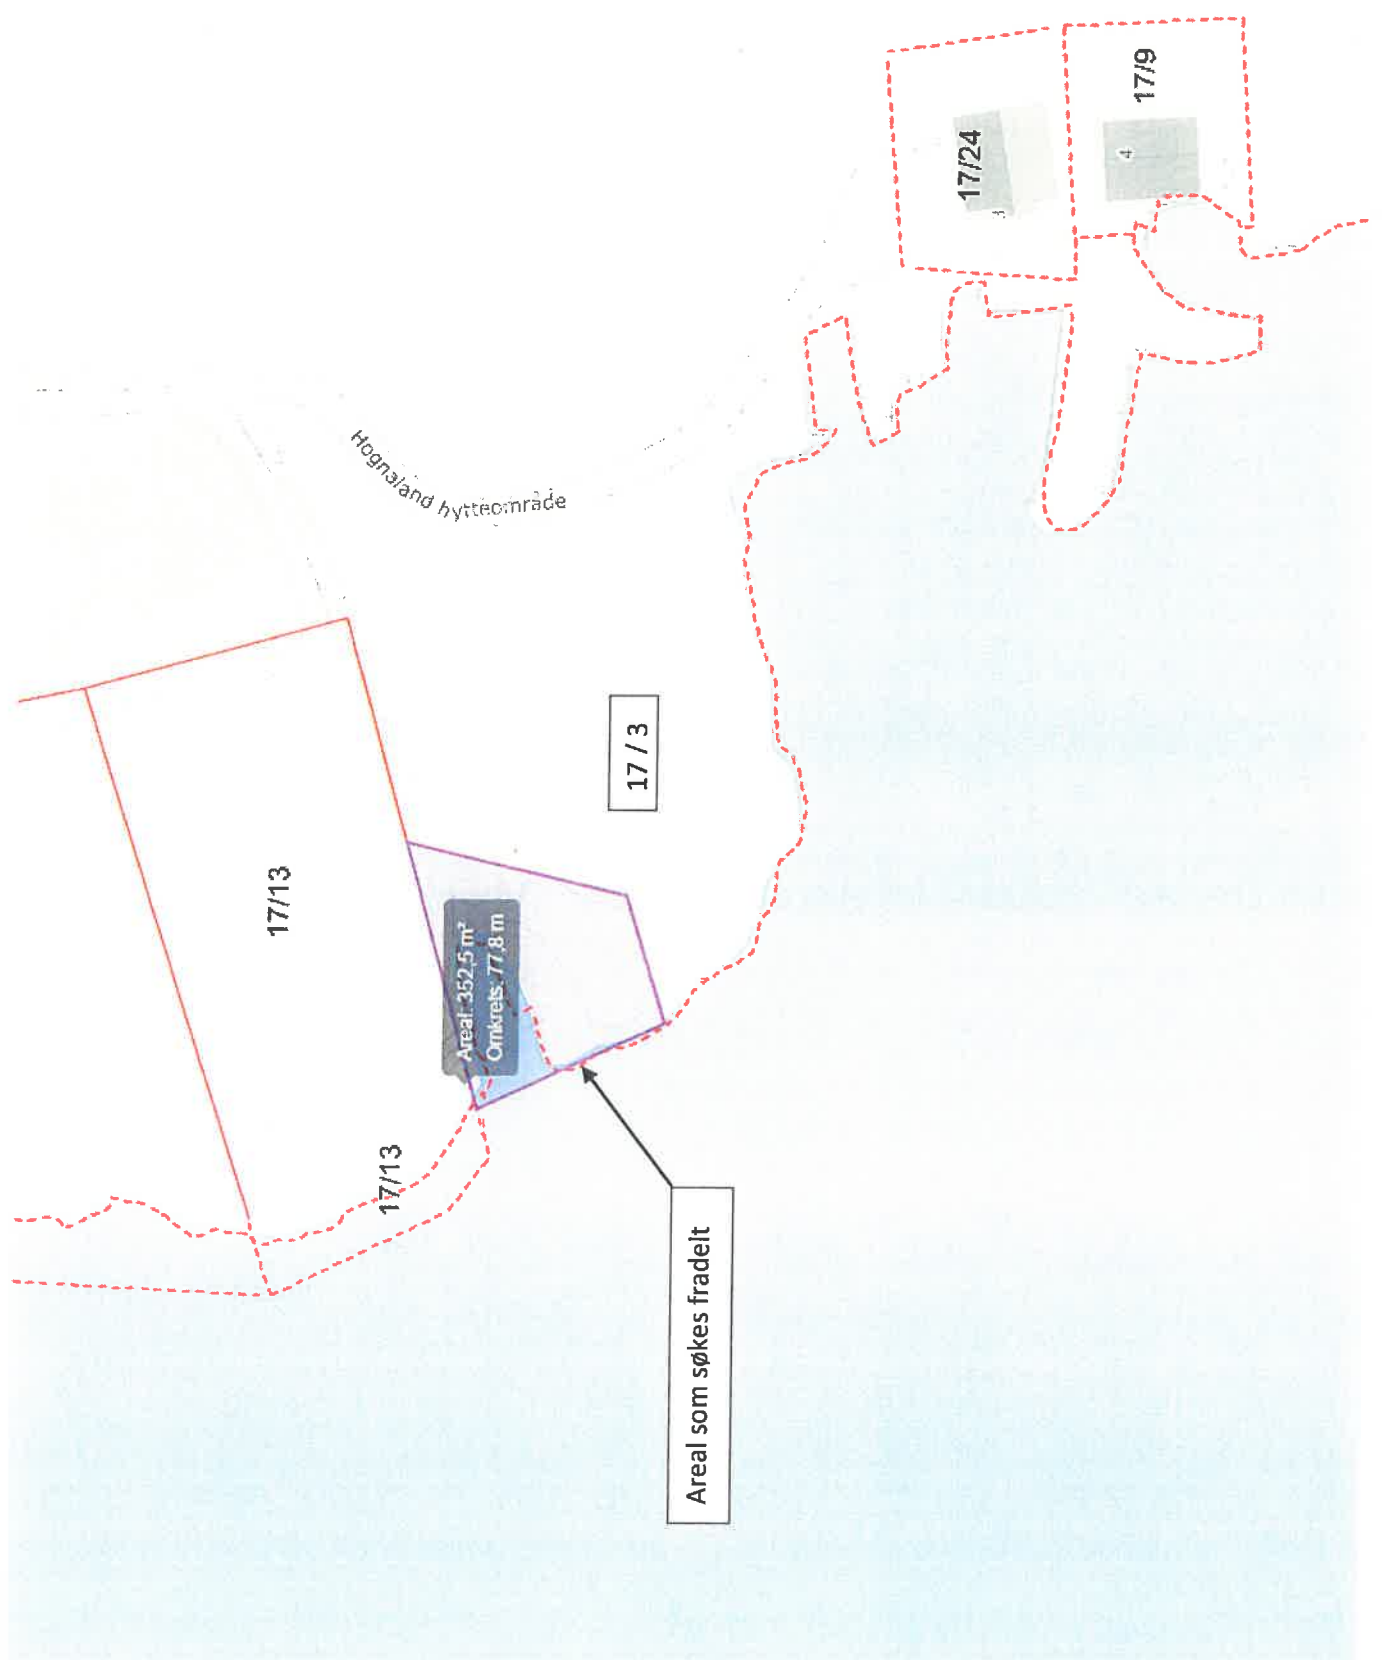 17/9
17/24
3
4
Hognaland hytteområde
17 / 3
17/13
Areal: 352,5 m²
Omkrets: 77,8 m
17/13
Areal som søkes fradelt